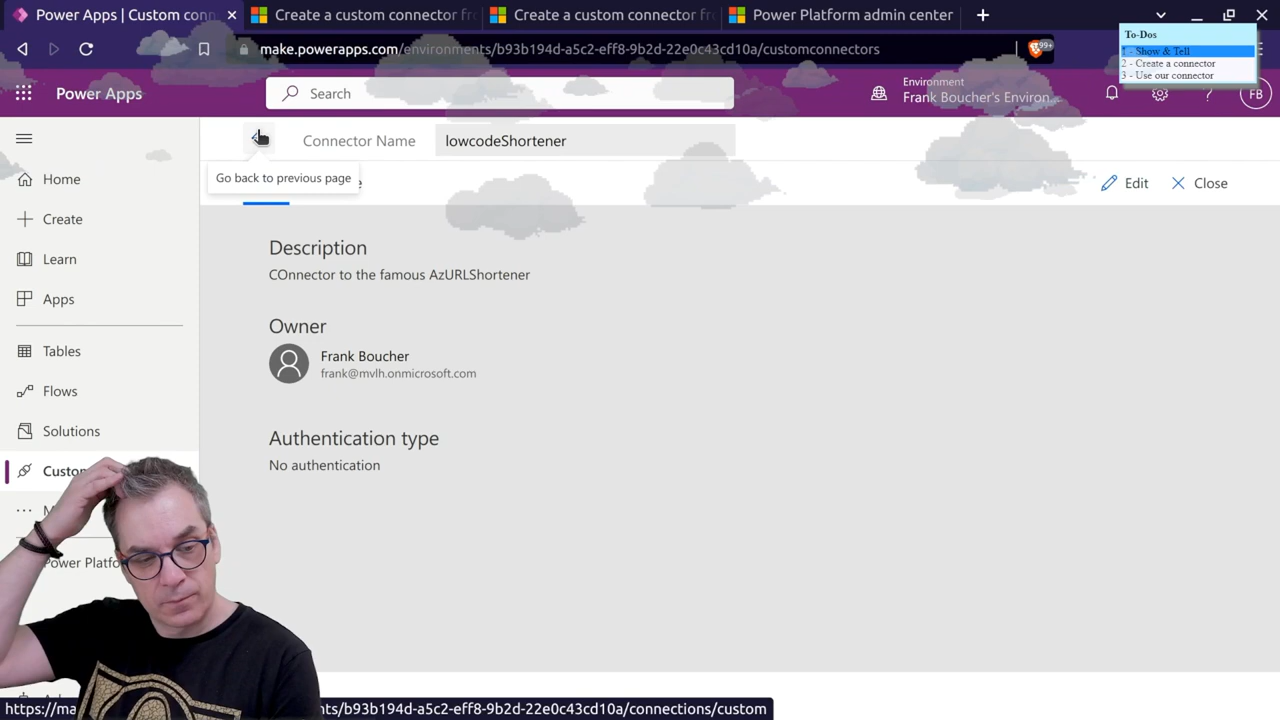 Power Apps | Custom conn
Create a custom connector fr
Create a custom connector fr
Power Platform admin center
make.powerapps.com/environments/b93b194d-a5c2-eff8-9b2d-22e0c43cd10a/customconnectors
99+
To-Dos
1 - Show & Tell
2 - Create a connector
3 - Use our connector
Power Apps
Search
Environment
Frank Boucher's Environ...
FB
Connector Name
lowcodeShortener
Go back to previous page
Edit
Close
Home
Create
Learn
Apps
Tables
Flows
Solutions
Custo
Power Platfo
Description
COnnector to the famous AzURLShortener
Owner
Frank Boucher
frank@mvlh.onmicrosoft.com
Authentication type
No authentication
https://ma
nts/b93b194d-a5c2-eff8-9b2d-22e0c43cd10a/connections/custom